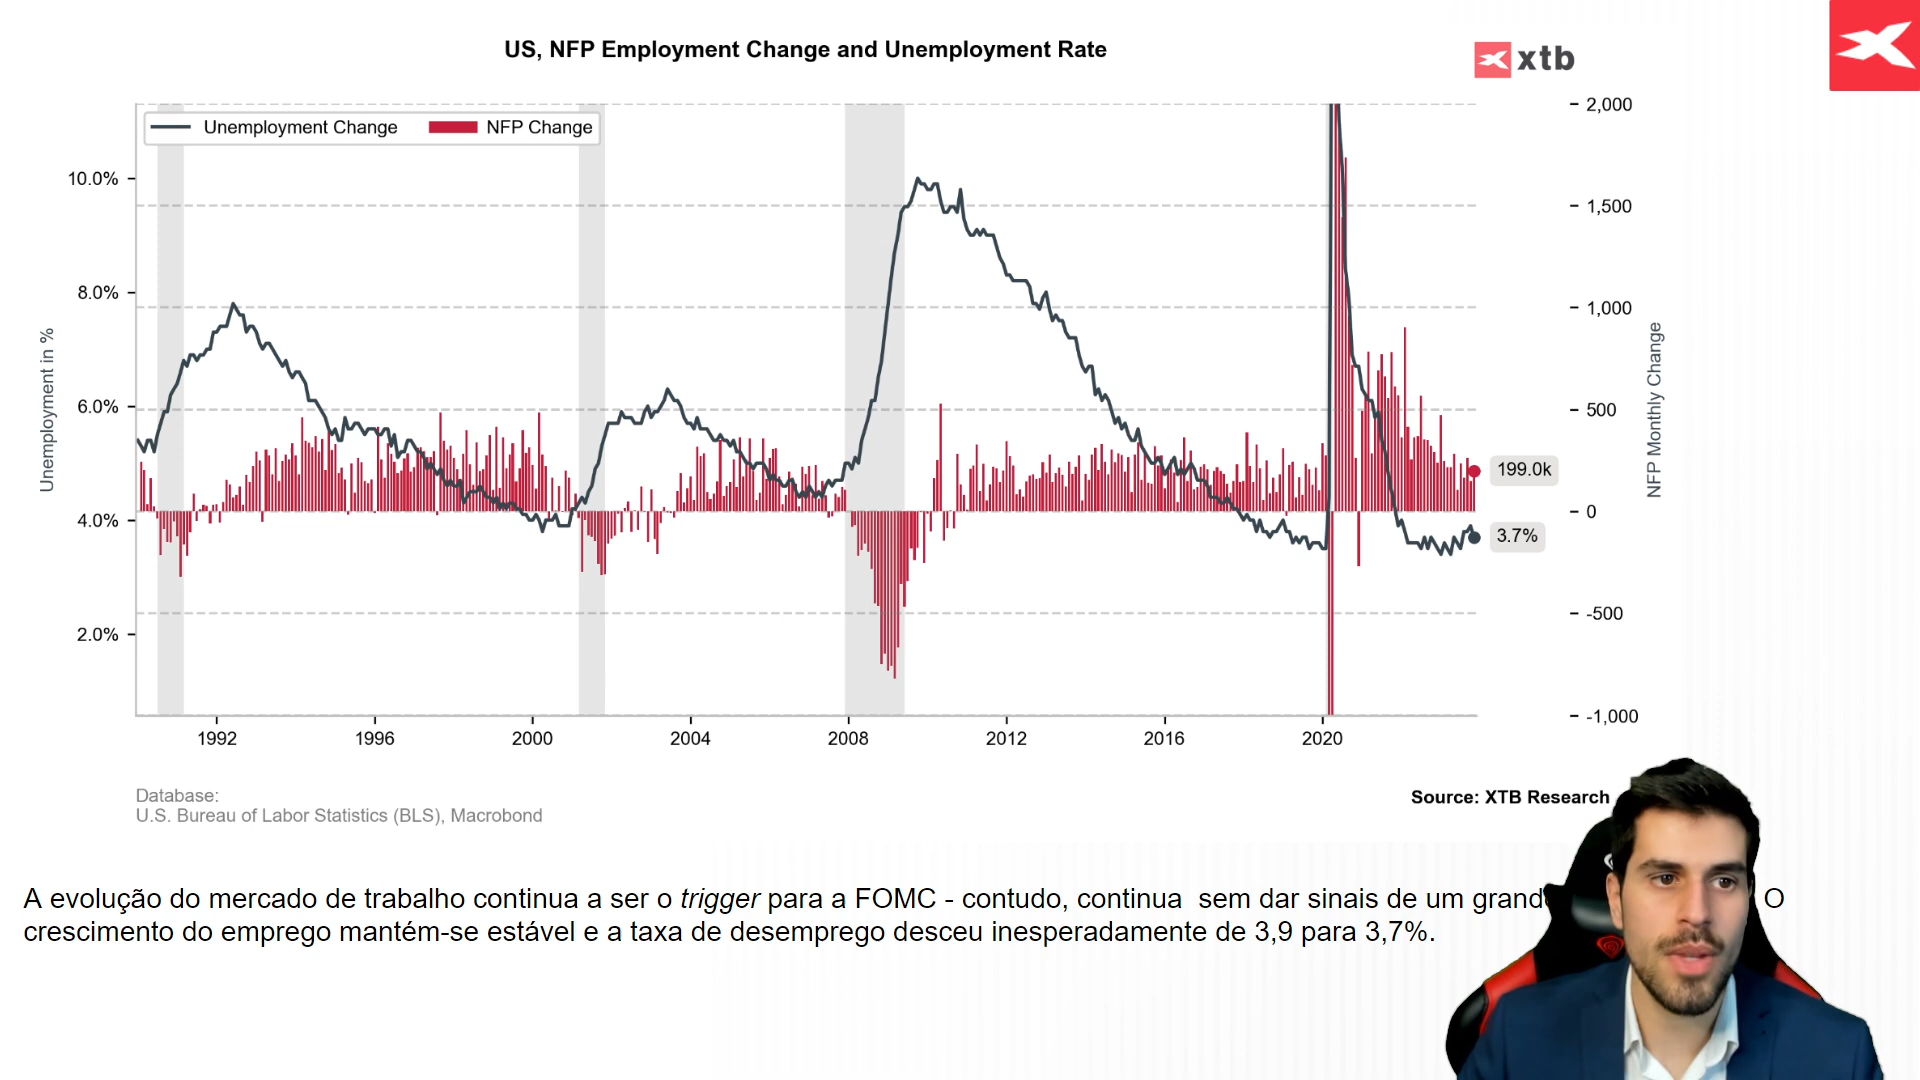 US, NFP Employment Change and Unemployment Rate
xtb
Unemployment Change
NFP Change
10.0%
8.0%
6.0%
4.0%
2.0%
Unemployment in %
2,000
1,500
1,000
500
0
-500
-1,000
NFP Monthly Change
199.0k
3.7%
1992
1996
2000
2004
2008
2012
2016
2020
Database:
U.S. Bureau of Labor Statistics (BLS), Macrobond
Source: XTB Research
A evolução do mercado de trabalho continua a ser o trigger para a FOMC - contudo, continua sem dar sinais de um O
crescimento do emprego mantém-se estável e a taxa de desemprego desceu inesperadamente de 3,9 para 3,7%.